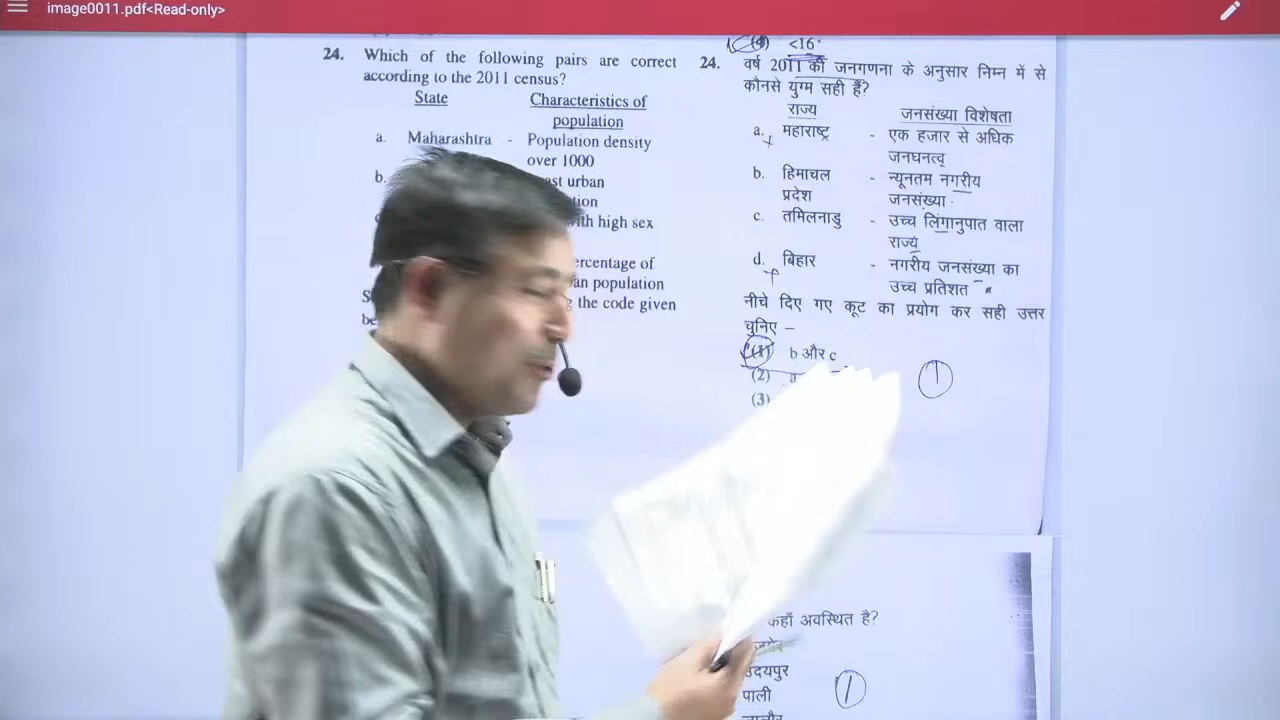 image0011.pdf<Read-only>
24. Which of the following pairs are correct
according to the 2011 census?
State Characteristics of
population
a. Maharashtra - Population density
over 1000
b. urban
with high sex
percentage of
population
the code given
(4) <16
24. वर्ष 2011 की जनगणना के अनुसार निम्न में से
कौनसे युग्म सही हैं?
राज्य जनसंख्या विशेषता
a. महाराष्ट्र - एक हजार से अधिक
जनघनत्व
b. हिमाचल - न्यूनतम नगरीय
प्रदेश जनसंख्या
c. तमिलनाडु - उच्च लिंगानुपात वाला
राज्य
d. बिहार - नगरीय जनसंख्या का
उच्च प्रतिशत
नीचे दिए गए कूट का प्रयोग कर सही उत्तर
चुनिए –
(1) b और c
(2)
(3)
1
कहाँ अवस्थित है?
उदयपुर
पाली
जालौर
1